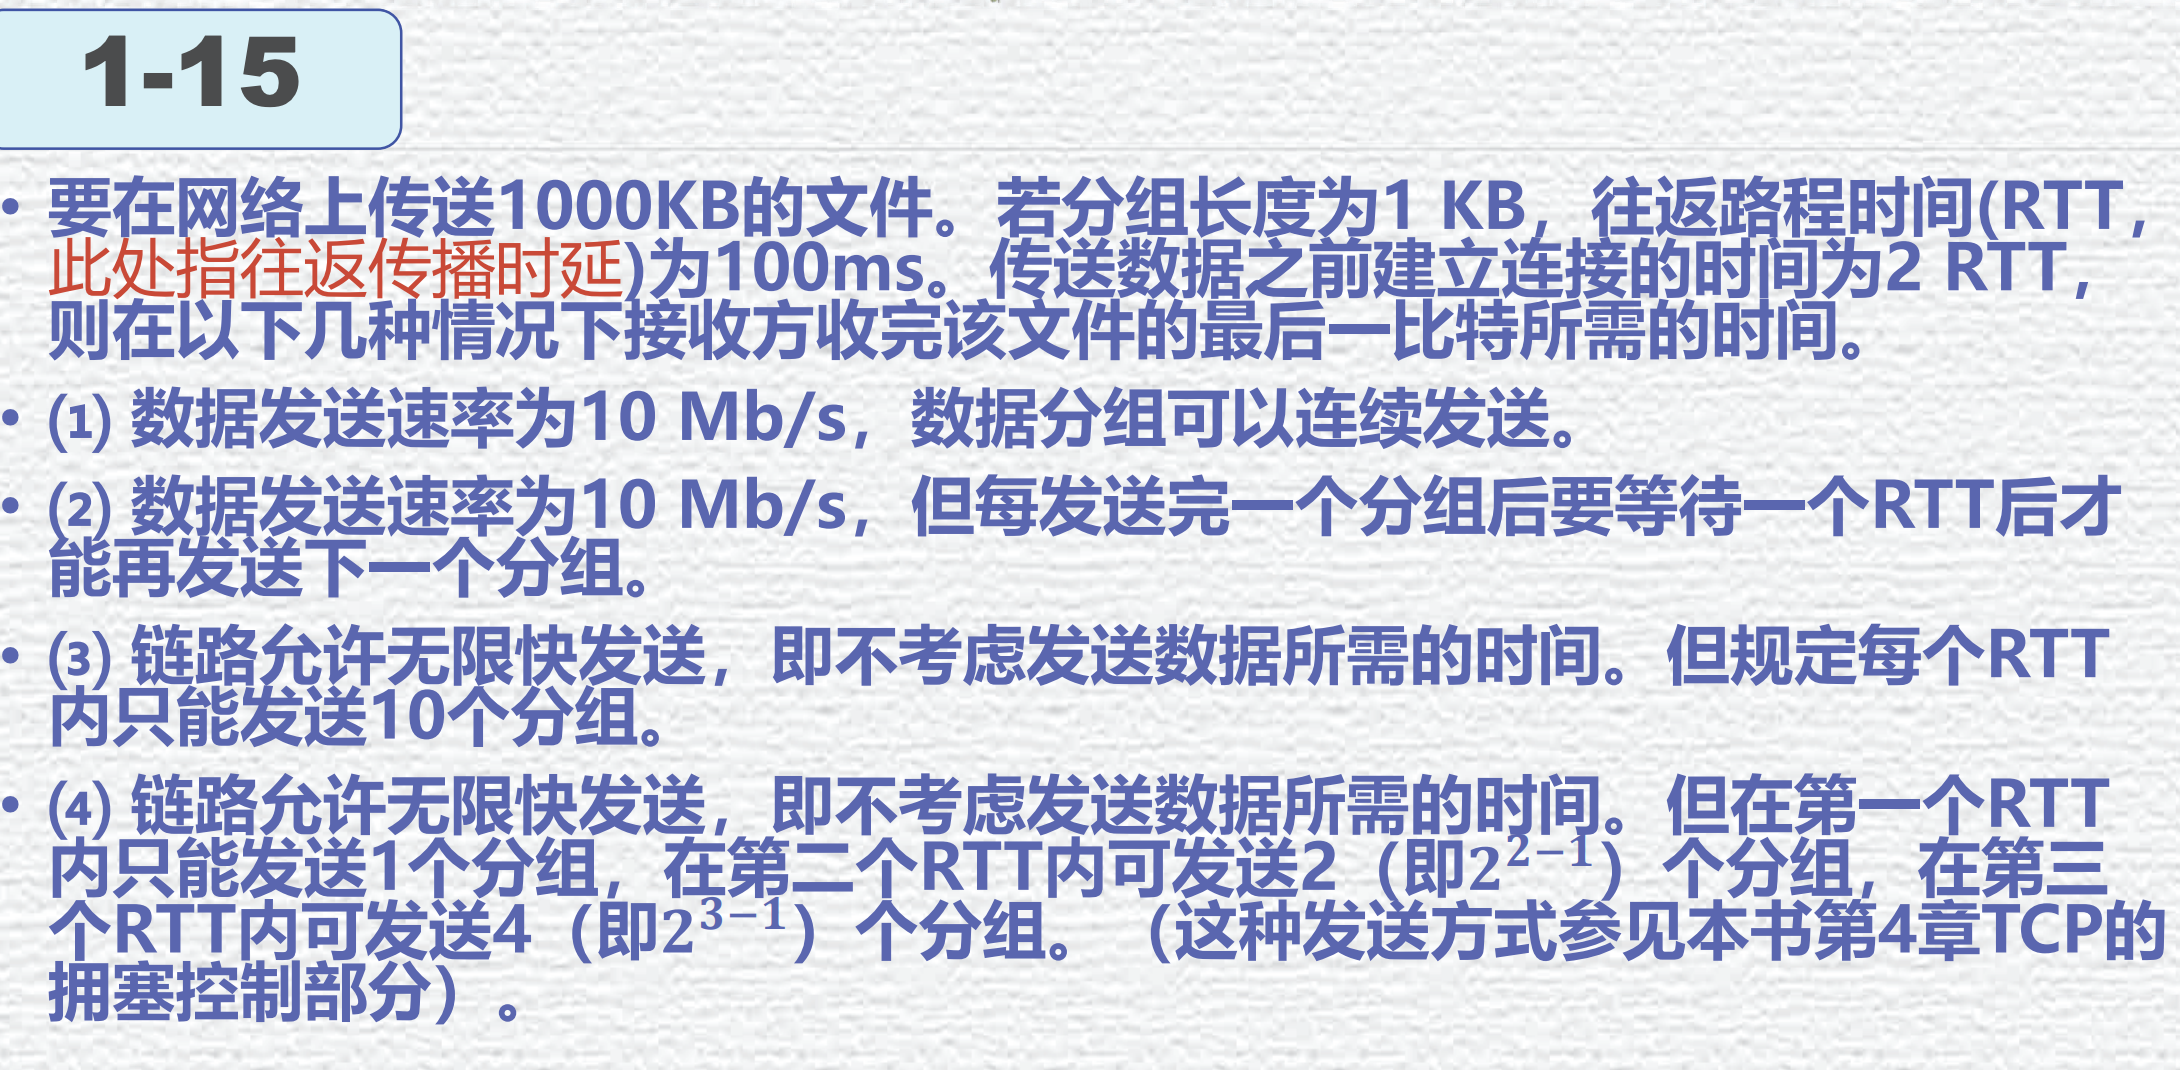 1-15
• 要在网络上传送1000KB的文件。若分组长度为1 KB，往返路程时间(RTT，
此处指往返传播时延)为100ms。传送数据之前建立连接的时间为2 RTT，
则在以下几种情况下接收方收完该文件的最后一比特所需的时间。
• (1) 数据发送速率为10 Mb/s，数据分组可以连续发送。
• (2) 数据发送速率为10 Mb/s，但每发送完一个分组后要等待一个RTT后才
能再发送下一个分组。
• (3) 链路允许无限快发送，即不考虑发送数据所需的时间。但规定每个RTT
内只能发送10个分组。
• (4) 链路允许无限快发送，即不考虑发送数据所需的时间。但在第一个RTT
内只能发送1个分组，在第二个RTT内可发送2（即2²⁻¹）个分组，在第三
个RTT内可发送4（即2³⁻¹）个分组。（这种发送方式参见本书第4章TCP的
拥塞控制部分）。